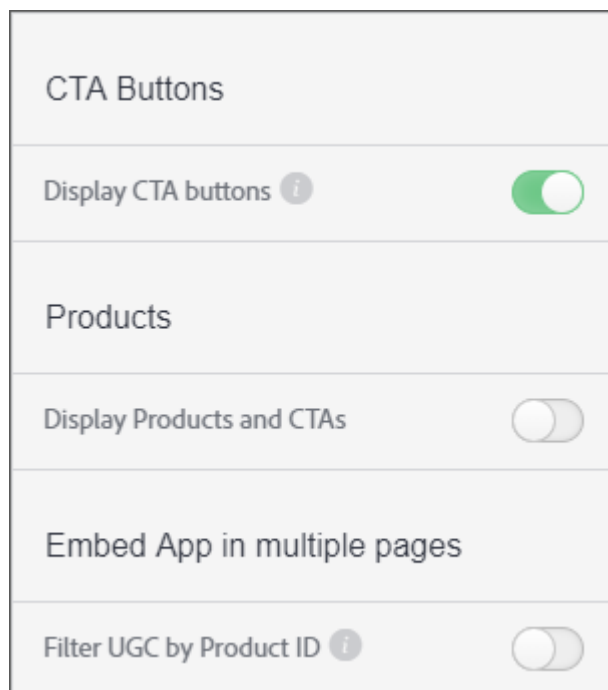 CTA Buttons
Display CTA buttons i
Products
Display Products and CTAs
Embed App in multiple pages
Filter UGC by Product ID i